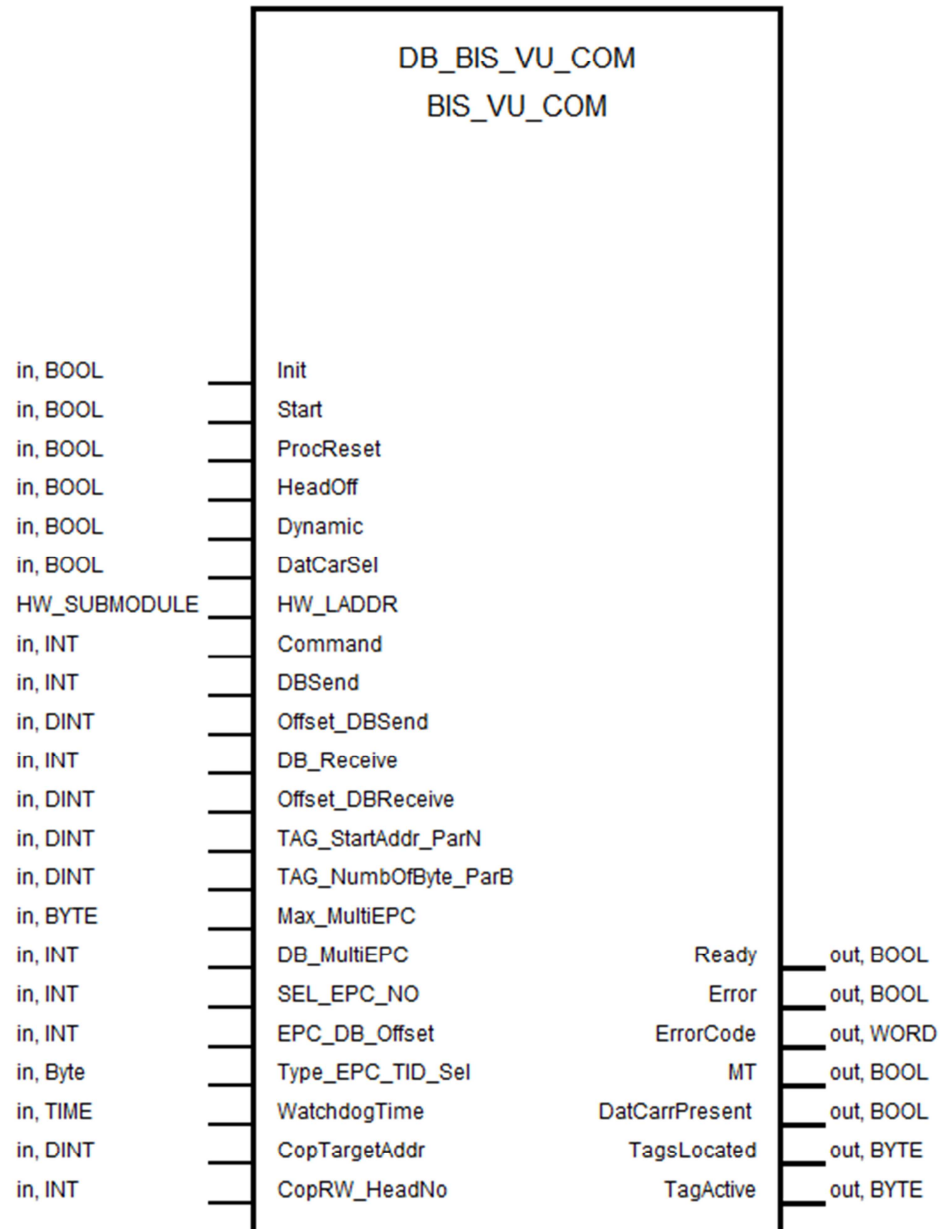 DB_BIS_VU_COM
BIS_VU_COM
in, BOOL Init
in, BOOL Start
in, BOOL ProcReset
in, BOOL HeadOff
in, BOOL Dynamic
in, BOOL DatCarSel
HW_SUBMODULE HW_LADDR
in, INT Command
in, INT DBSend
in, DINT Offset_DBSend
in, INT DB_Receive
in, DINT Offset_DBReceive
in, DINT TAG_StartAddr_ParN
in, DINT TAG_NumbOfByte_ParB
in, BYTE Max_MultiEPC
in, INT DB_MultiEPC Ready out, BOOL
in, INT SEL_EPC_NO Error out, BOOL
in, INT EPC_DB_Offset ErrorCode out, WORD
in, Byte Type_EPC_TID_Sel MT out, BOOL
in, TIME WatchdogTime DatCarrPresent out, BOOL
in, DINT CopTargetAddr TagsLocated out, BYTE
in, INT CopRW_HeadNo TagActive out, BYTE